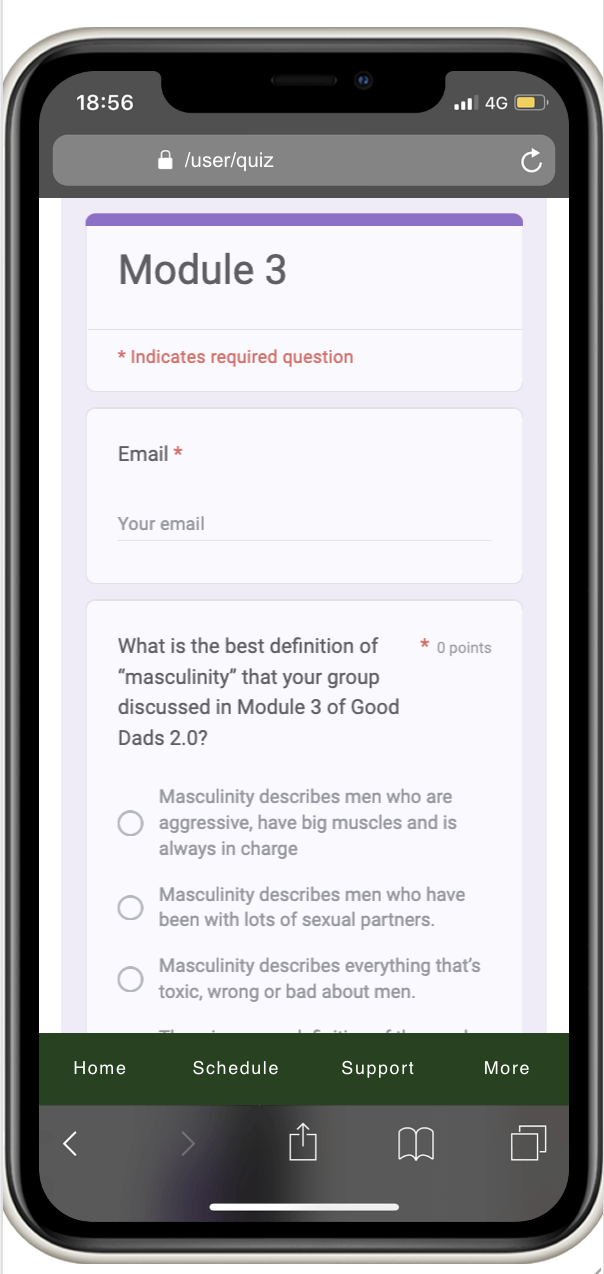 18:56
4G
/user/quiz
Module 3
* Indicates required question
Email *
Your email
What is the best definition of * 0 points
“masculinity” that your group
discussed in Module 3 of Good
Dads 2.0?
Masculinity describes men who are
aggressive, have big muscles and is
always in charge
Masculinity describes men who have
been with lots of sexual partners.
Masculinity describes everything that's
toxic, wrong or bad about men.
Home Schedule Support More